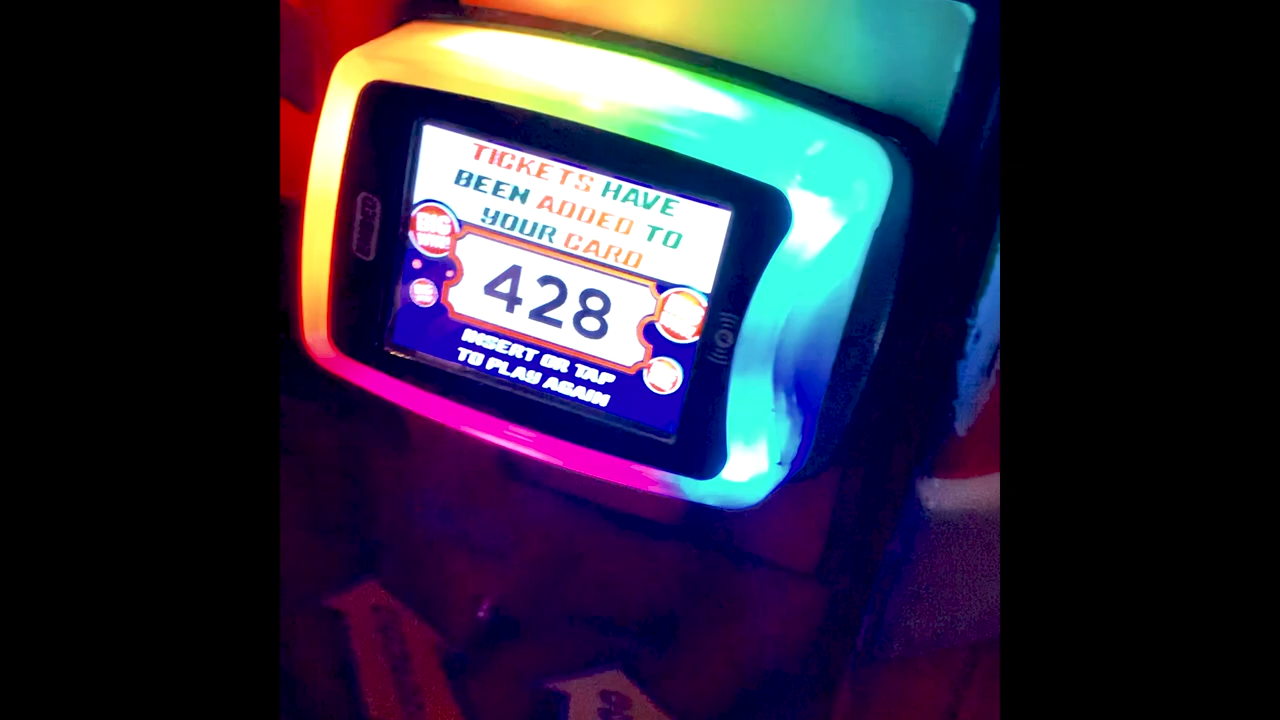 TICKETS HAVE
BEEN ADDED TO
YOUR CARD
428
INSERT OR TAP
TO PLAY AGAIN